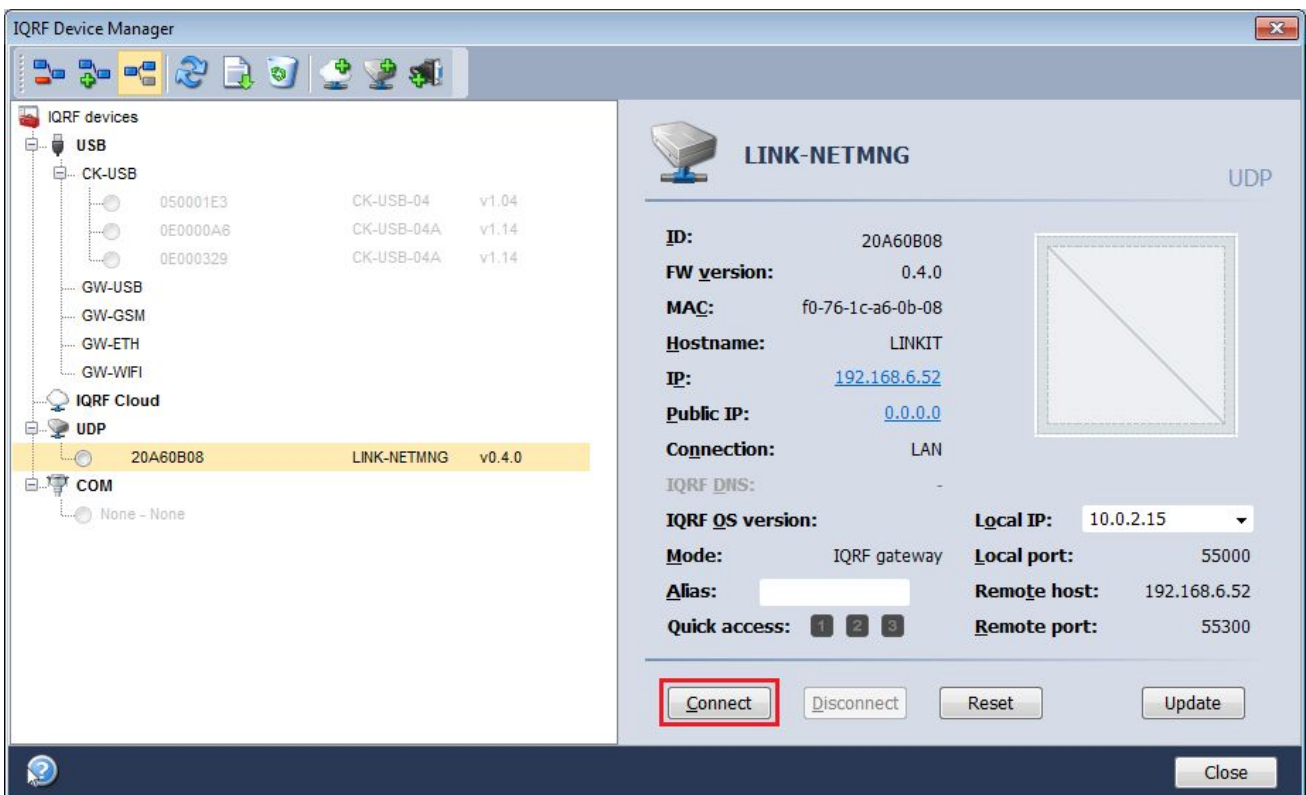 IQRF Device Manager
IQRF devices
USB
CK-USB
050001E3 CK-USB-04 v1.04
0E0000A6 CK-USB-04A v1.14
0E000329 CK-USB-04A v1.14
GW-USB
GW-GSM
GW-ETH
GW-WIFI
IQRF Cloud
UDP
20A60B08 LINK-NETMNG v0.4.0
COM
None - None
LINK-NETMNG
UDP
ID: 20A60B08
FW version: 0.4.0
MAC: f0-76-1c-a6-0b-08
Hostname: LINKIT
IP: 192.168.6.52
Public IP: 0.0.0.0
Connection: LAN
IQRF DNS: -
IQRF OS version: Local IP: 10.0.2.15
Mode: IQRF gateway Local port: 55000
Alias: Remote host: 192.168.6.52
Quick access: 1 2 3 Remote port: 55300
Connect Disconnect Reset Update
Close